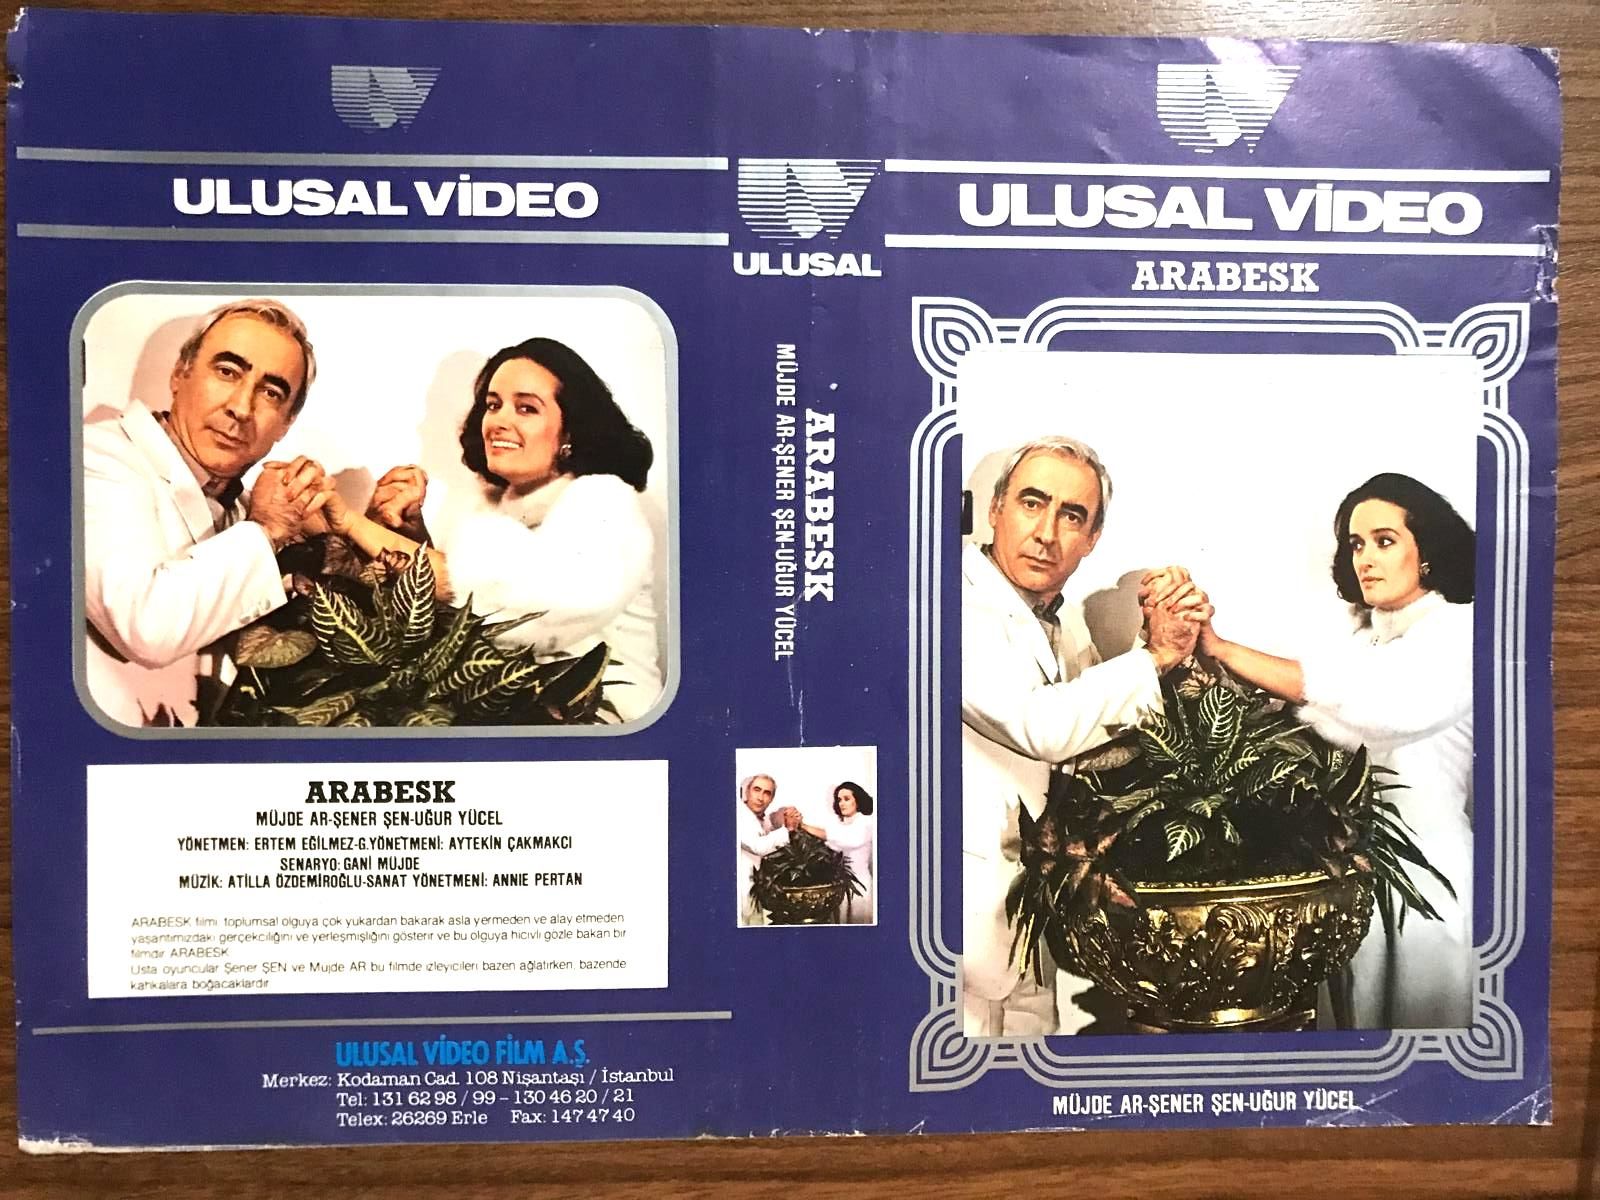 ULUSAL VİDEO
ARABESK
MÜJDE AR-ŞENER ŞEN-UĞUR YÜCEL
YÖNETMEN: ERTEM EĞİLMEZ-G.YÖNETMENİ: AYTEKİN ÇAKMAKCI
SENARYO: GANİ MÜJDE
MÜZİK: ATİLLA ÖZDEMİROĞLU-SANAT YÖNETMENİ: ANNIE PERTAN
ARABESK filmi, toplumsal olguya çok yukardan bakarak asla yermeden ve alay etmeden
yaşantımızdaki gerçekciliğini ve yerleşmişliğini gösterir ve bu olguya hicivli gözle bakan bir
filmdir ARABESK
Usta oyuncular Şener ŞEN ve Müjde AR bu filmde izleyicileri bazen ağlatırken, bazende
kahkalara boğacaklardır
ULUSAL VİDEO FİLM A.Ş.
Merkez: Kodaman Cad. 108 Nişantaşı / İstanbul
Tel: 131 62 98 / 99 - 130 46 20 / 21
Telex: 26269 Erle Fax: 147 47 40
ULUSAL
ARABESK
MÜJDE AR-ŞENER ŞEN-UĞUR YÜCEL
ULUSAL VİDEO
ARABESK
MÜJDE AR-ŞENER ŞEN-UĞUR YÜCEL